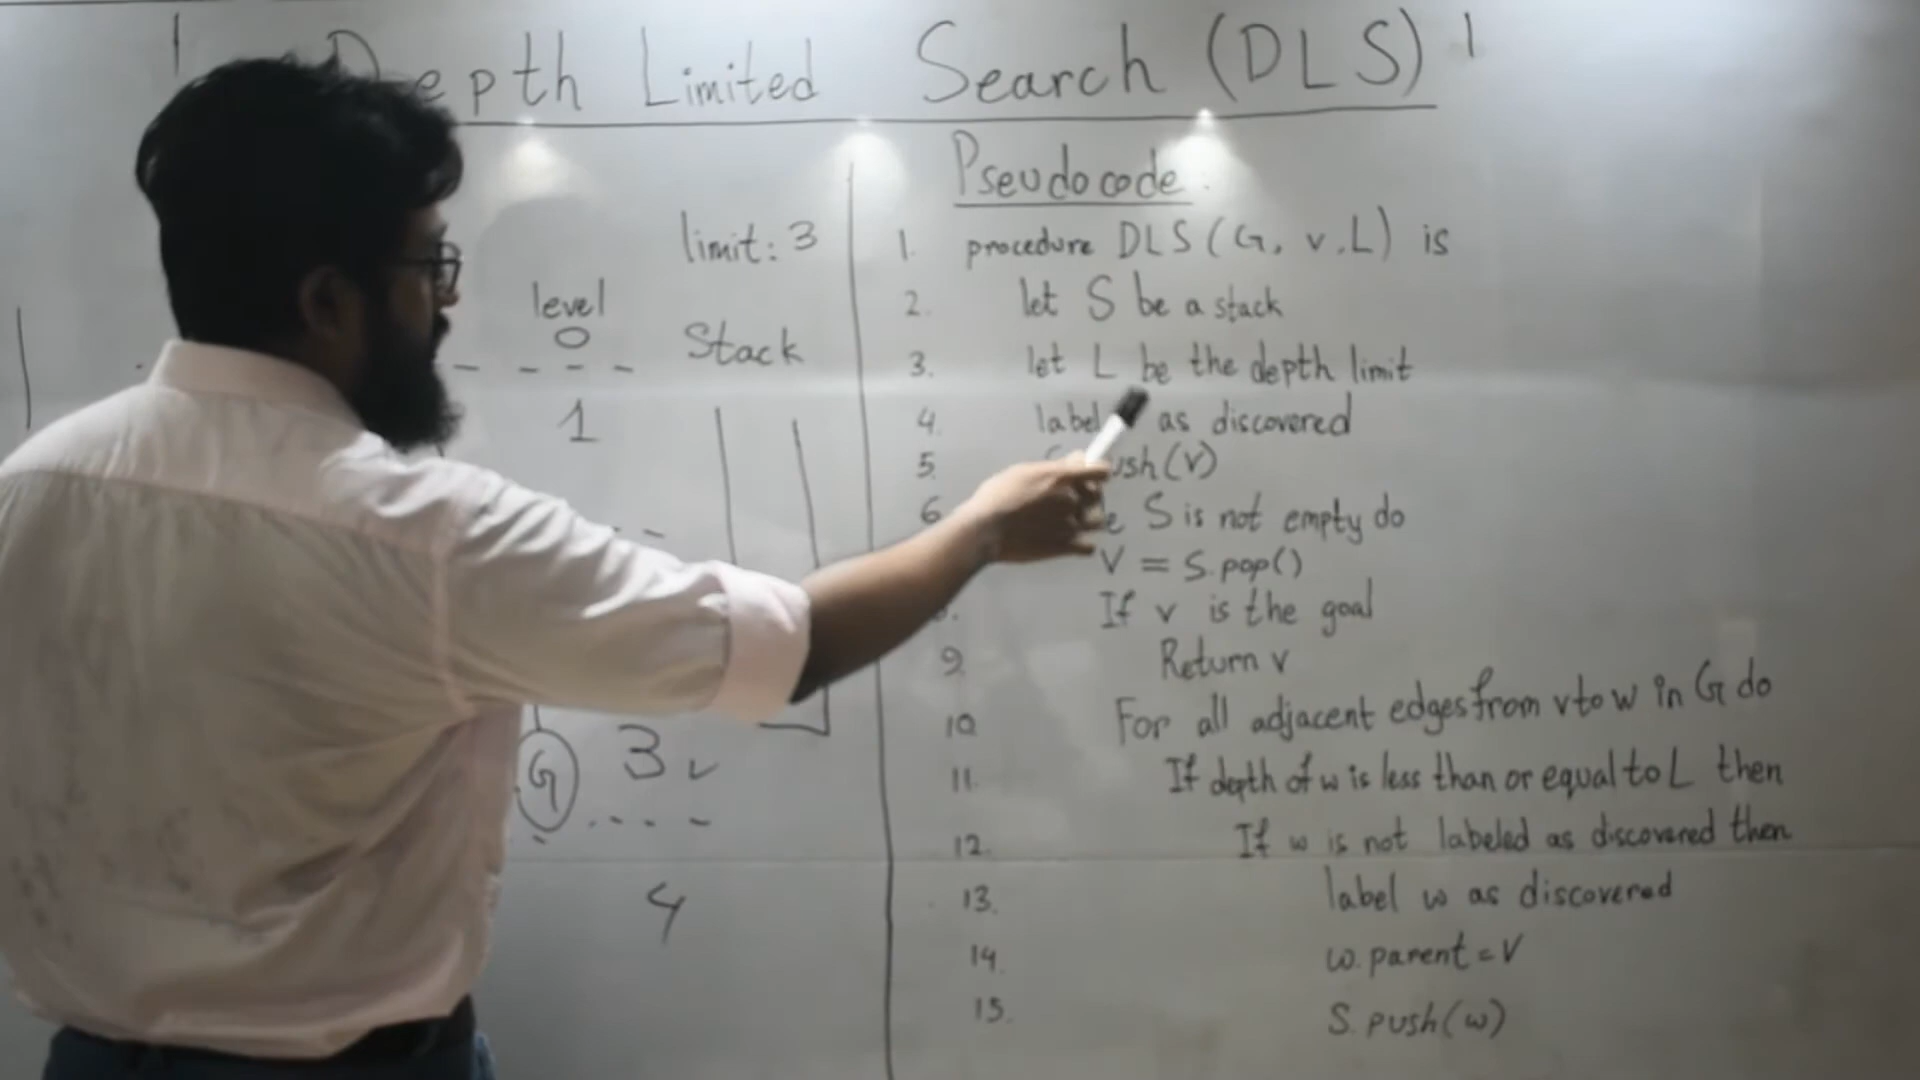 Depth Limited Search (DLS)
limit: 3
level
0
Stack
1
G 3
4
Pseudocode
1. procedure DLS (G, v, L) is
2. let S be a stack
3. let L be the depth limit
4. label as discovered
5. push(v)
6 S is not empty do
V = S.pop()
If v is the goal
9 Return v
10 For all adjacent edges from v to w in G do
11. If depth of w is less than or equal to L then
12. If w is not labeled as discovered then
13. label w as discovered
14. w.parent = V
15. S.push(w)